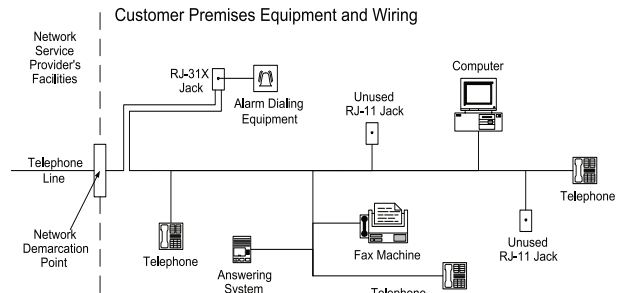 Customer Premises Equipment and Wiring
Network
Service
Provider's
Facilities
RJ-31X
Jack
Alarm Dialing
Equipment
Unused
RJ-11 Jack
Computer
Telephone
Line
Telephone
Network
Demarcation
Point
Telephone
Answering
System
Fax Machine
Unused
RJ-11 Jack
Telephone